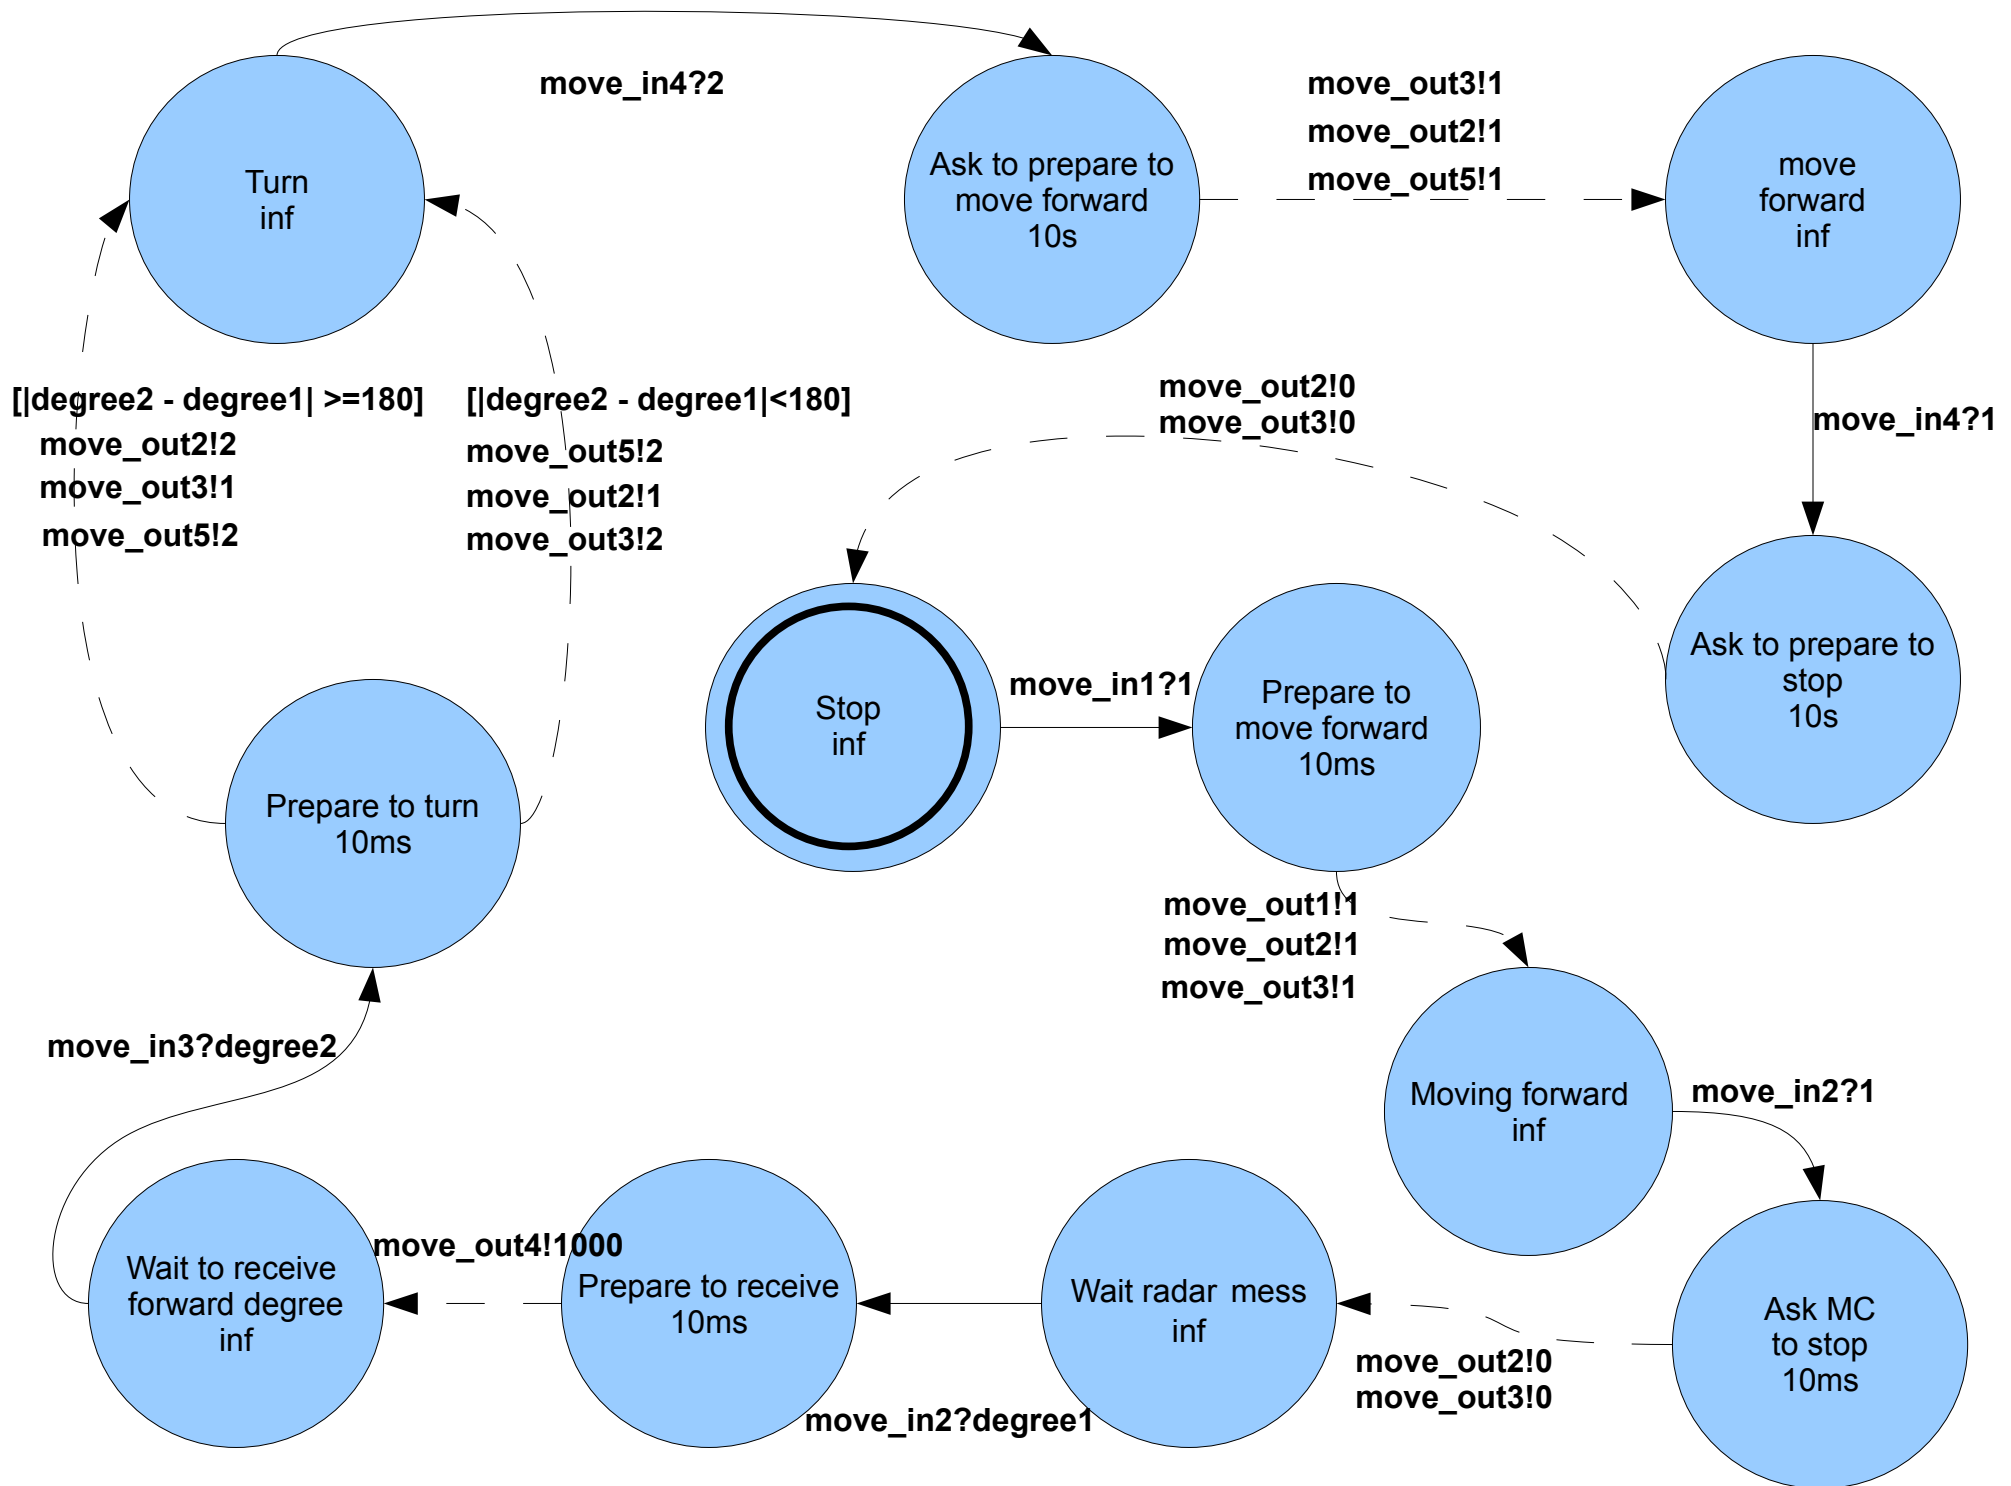 move_in4?2
move_out3!1
move_out2!1
move_out5!1
Turn
inf
Ask to prepare to
move forward
10s
move
forward
inf
[|degree2 - degree1| >=180]
move_out2!2
move_out3!1
move_out5!2
[|degree2 - degree1|<180]
move_out5!2
move_out2!1
move_out3!2
move_out2!0
move_out3!0
move_in4?1
Ask to prepare to
stop
10s
Stop
inf
move_in1?1
Prepare to
move forward
10ms
Prepare to turn
10ms
move_out1!1
move_out2!1
move_out3!1
move_in3?degree2
Moving forward
inf
move_in2?1
Wait to receive
forward degree
inf
move_out4!1000
Prepare to receive
10ms
Wait radar mess
inf
Ask MC
to stop
10ms
move_out2!0
move_out3!0
move_in2?degree1